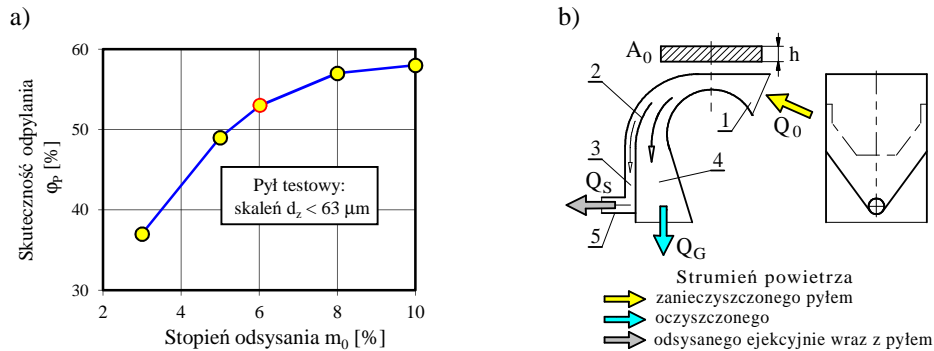 a)
Skuteczność odpylania
φP [%]
60
50
40
30
2
4
6
8
10
Pył testowy:
skaleń dz < 63 μm
Stopień odsysania m0 [%]
b)
A0
h
2
1
Q0
3
4
QS
5
QG
Strumień powietrza
zanieczyszczonego pyłem
oczyszczonego
odsysanego ejekcyjnie wraz z pyłem